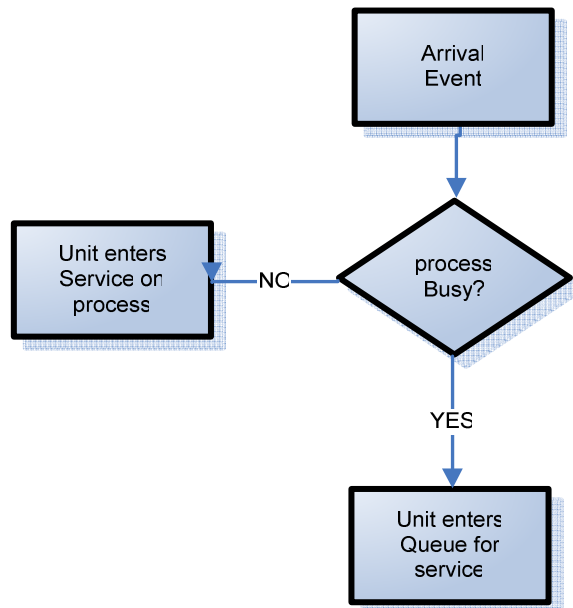 Arrival
Event
process
Busy?
NO
Unit enters
Service on
process
YES
Unit enters
Queue for
service